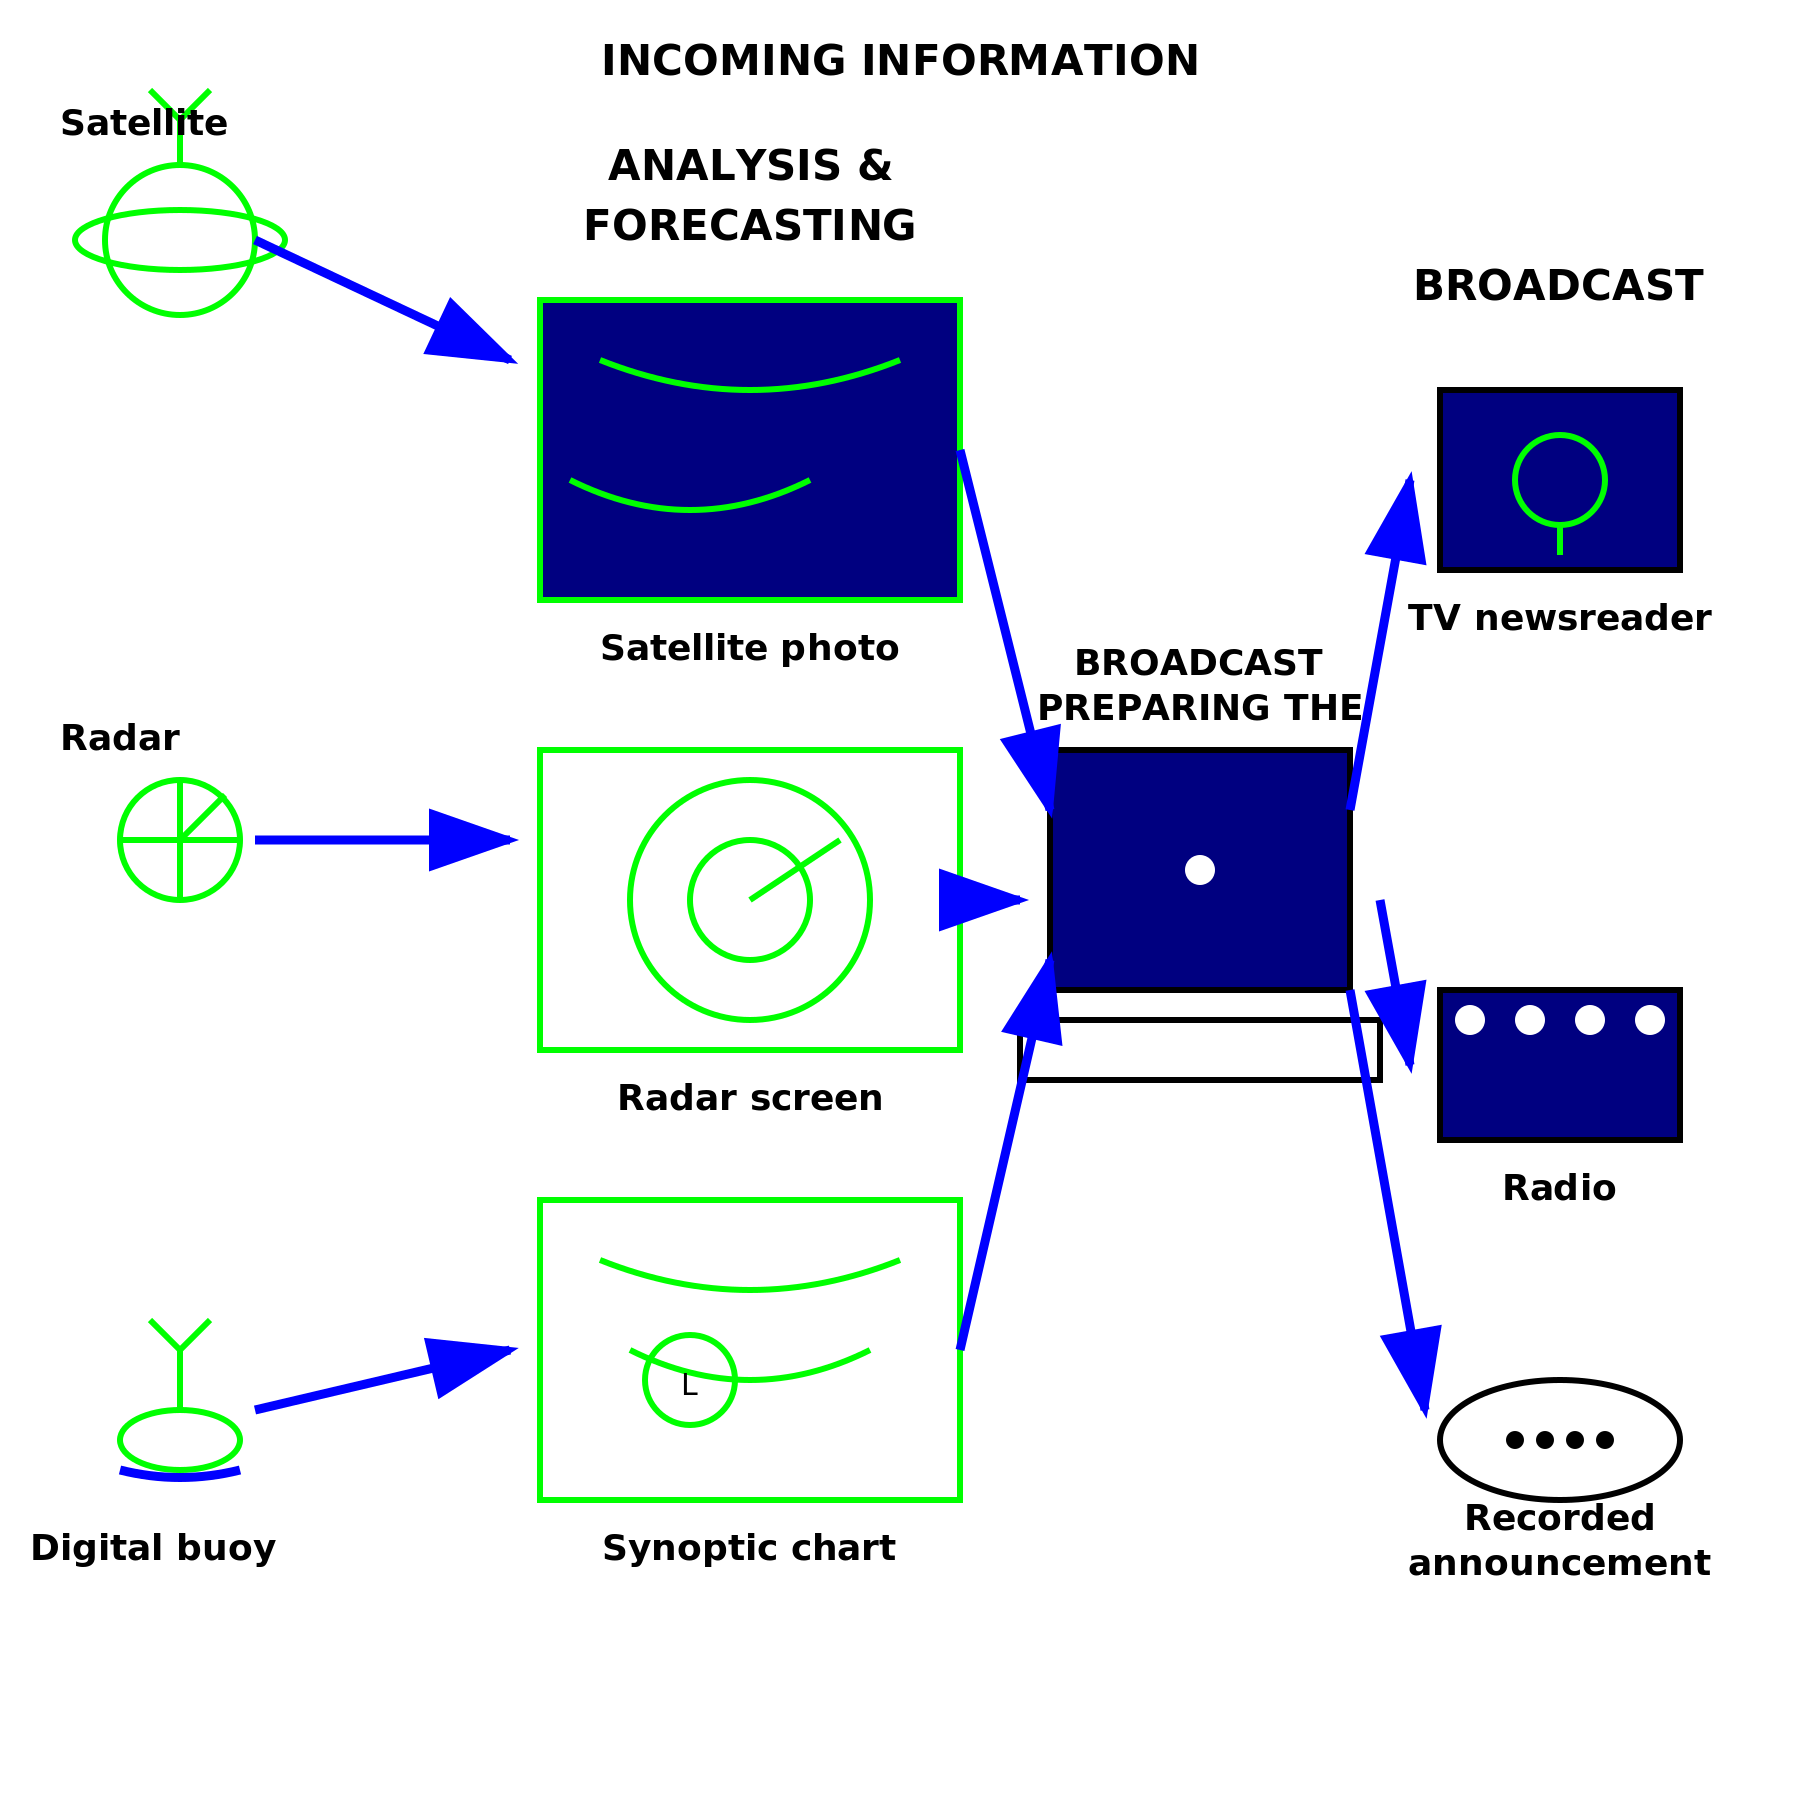 INCOMING INFORMATION
Satellite
ANALYSIS &
FORECASTING
BROADCAST
Satellite photo
TV newsreader
BROADCAST
PREPARING THE
Radar
Radar screen
Radio
L
Digital buoy
Synoptic chart
Recorded
announcement